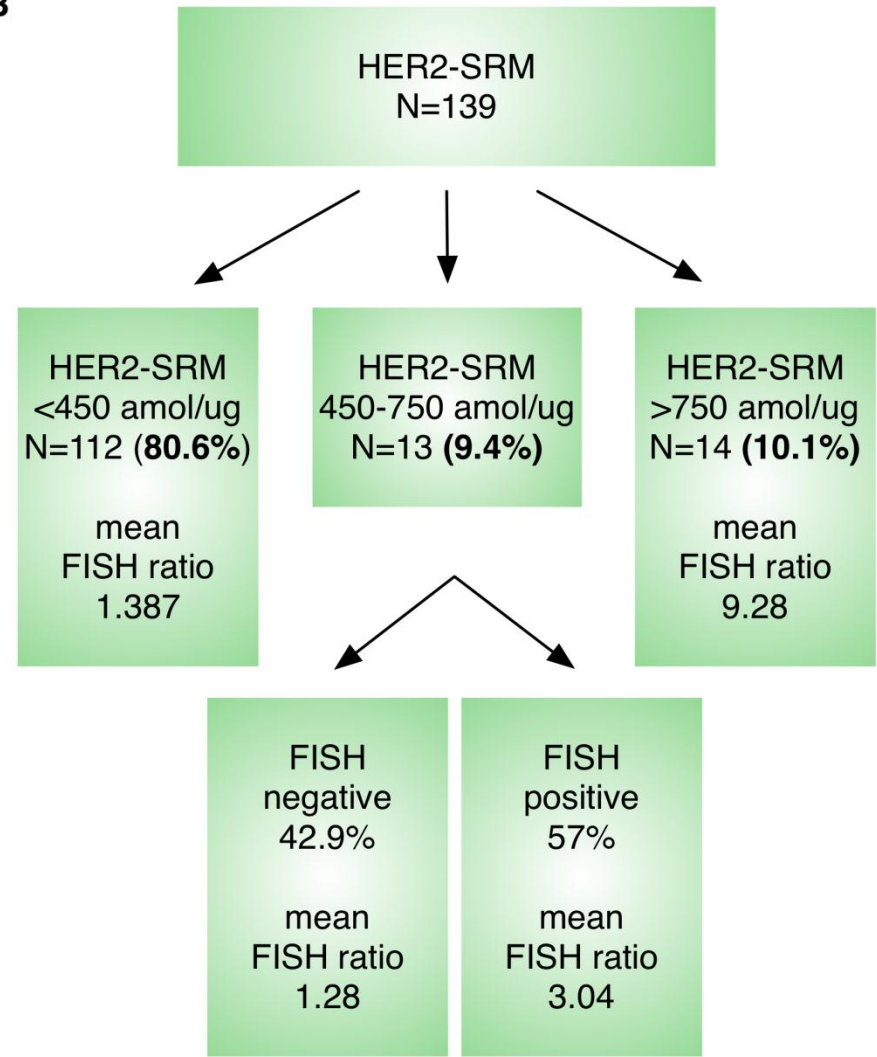 B
HER2-SRM
N=139
HER2-SRM
<450 amol/ug
N=112 (80.6%)
mean
FISH ratio
1.387
HER2-SRM
450-750 amol/ug
N=13 (9.4%)
HER2-SRM
>750 amol/ug
N=14 (10.1%)
mean
FISH ratio
9.28
FISH
negative
42.9%
mean
FISH ratio
1.28
FISH
positive
57%
mean
FISH ratio
3.04